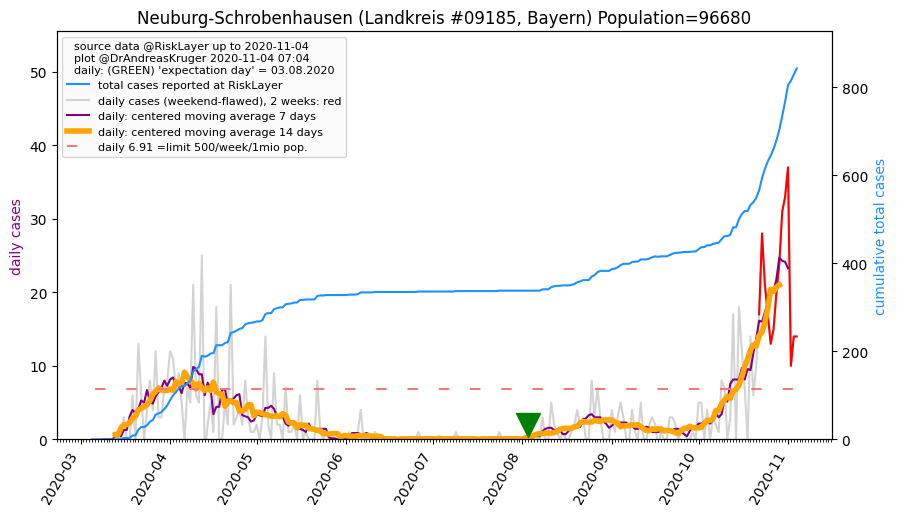 Neuburg-Schrobenhausen (Landkreis #09185, Bayern) Population=96680
source data @RiskLayer up to 2020-11-04
plot @DrAndreasKruger 2020-11-04 07:04
daily: (GREEN) 'expectation day' = 03.08.2020
total cases reported at RiskLayer
daily cases (weekend-flawed), 2 weeks: red
daily: centered moving average 7 days
daily: centered moving average 14 days
daily 6.91 =limit 500/week/1mio pop.
daily cases
50
40
30
20
10
0
800
600
400
200
0
cumulative total cases
2020-03
2020-04
2020-05
2020-06
2020-07
2020-08
2020-09
2020-10
2020-11